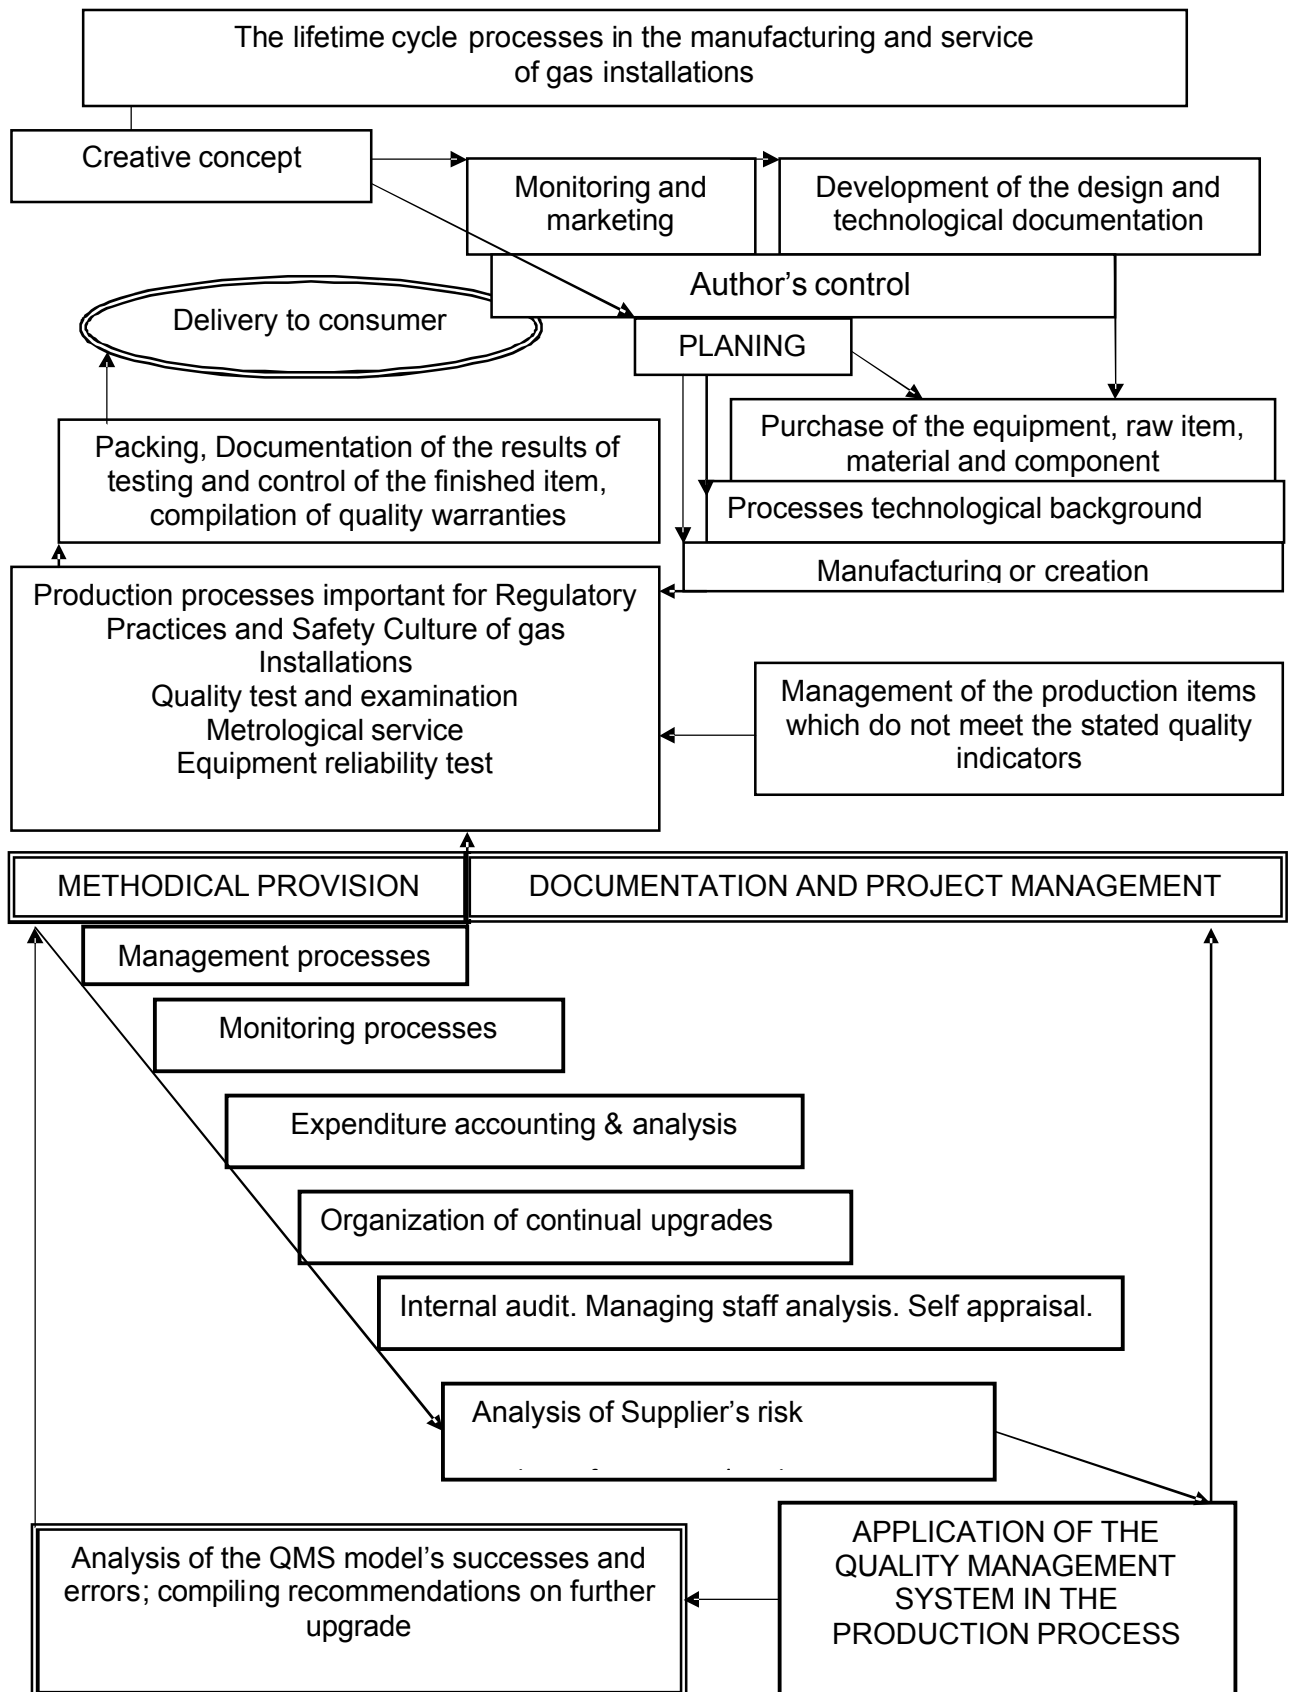 The lifetime cycle processes in the manufacturing and service
of gas installations
Creative concept
Monitoring and
marketing
Development of the design and
technological documentation
Author’s control
Delivery to consumer
PLANING
Packing, Documentation of the results of
testing and control of the finished item,
compilation of quality warranties
Purchase of the equipment, raw item,
material and component
Processes technological background
Manufacturing or creation
Production processes important for Regulatory
Practices and Safety Culture of gas
Installations
Quality test and examination
Metrological service
Equipment reliability test
Management of the production items
which do not meet the stated quality
indicators
METHODICAL PROVISION
DOCUMENTATION AND PROJECT MANAGEMENT
Management processes
Monitoring processes
Expenditure accounting & analysis
Organization of continual upgrades
Internal audit. Managing staff analysis. Self appraisal.
Analysis of Supplier’s risk
Analysis of the QMS model’s successes and
errors; compiling recommendations on further
upgrade
APPLICATION OF THE
QUALITY MANAGEMENT
SYSTEM IN THE
PRODUCTION PROCESS